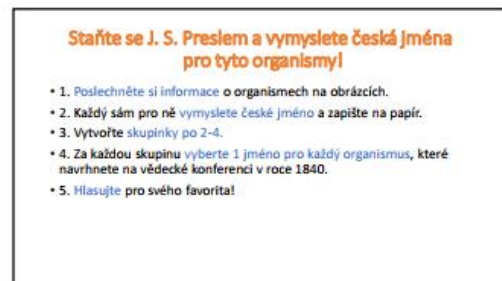 Staňte se J. S. Preslem a vymyslete česká jména
pro tyto organismy!
• 1. Poslechněte si informace o organismech na obrázcích.
• 2. Každý sám pro ně vymyslete české jméno a zapište na papír.
• 3. Vytvořte skupinky po 2-4.
• 4. Za každou skupinu vyberte 1 jméno pro každý organismus, které
navrhnete na vědecké konferenci v roce 1840.
• 5. Hlasujte pro svého favorita!